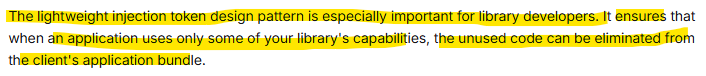 The lightweight injection token design pattern is especially important for library developers. It ensures that
when an application uses only some of your library's capabilities, the unused code can be eliminated from
the client's application bundle.